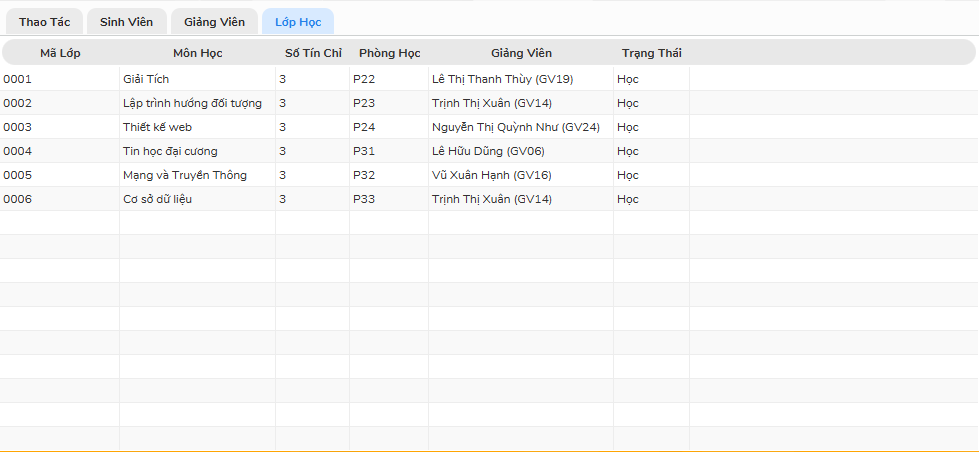 Thao Tác Sinh Viên Giảng Viên Lớp Học
Mã Lớp Môn Học Số Tín Chỉ Phòng Học Giảng Viên Trạng Thái
0001 Giải Tích 3 P22 Lê Thị Thanh Thùy (GV19) Học
0002 Lập trình hướng đối tượng 3 P23 Trịnh Thị Xuân (GV14) Học
0003 Thiết kế web 3 P24 Nguyễn Thị Quỳnh Như (GV24) Học
0004 Tin học đại cương 3 P31 Lê Hữu Dũng (GV06) Học
0005 Mạng và Truyền Thông 3 P32 Vũ Xuân Hạnh (GV16) Học
0006 Cơ sở dữ liệu 3 P33 Trịnh Thị Xuân (GV14) Học